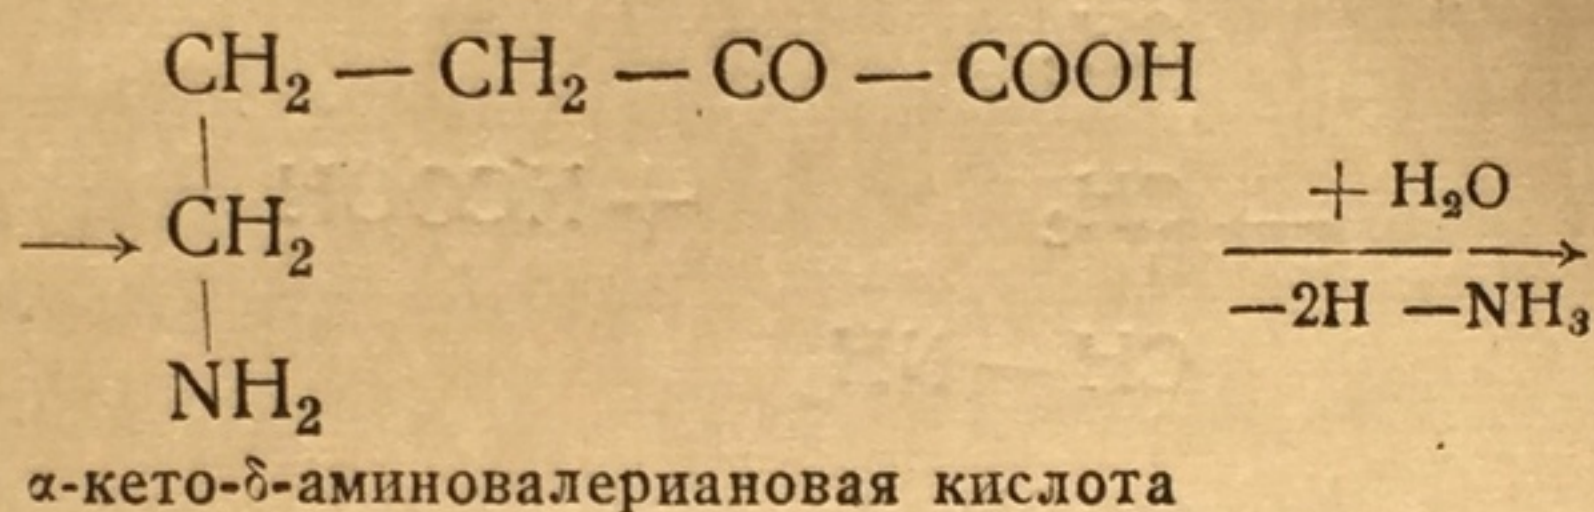 CH₂ — CH₂ — CO — COOH
|
→ CH₂
|
NH₂
+ H₂O
—2H —NH₃
α-кето-δ-аминовалериановая кислота